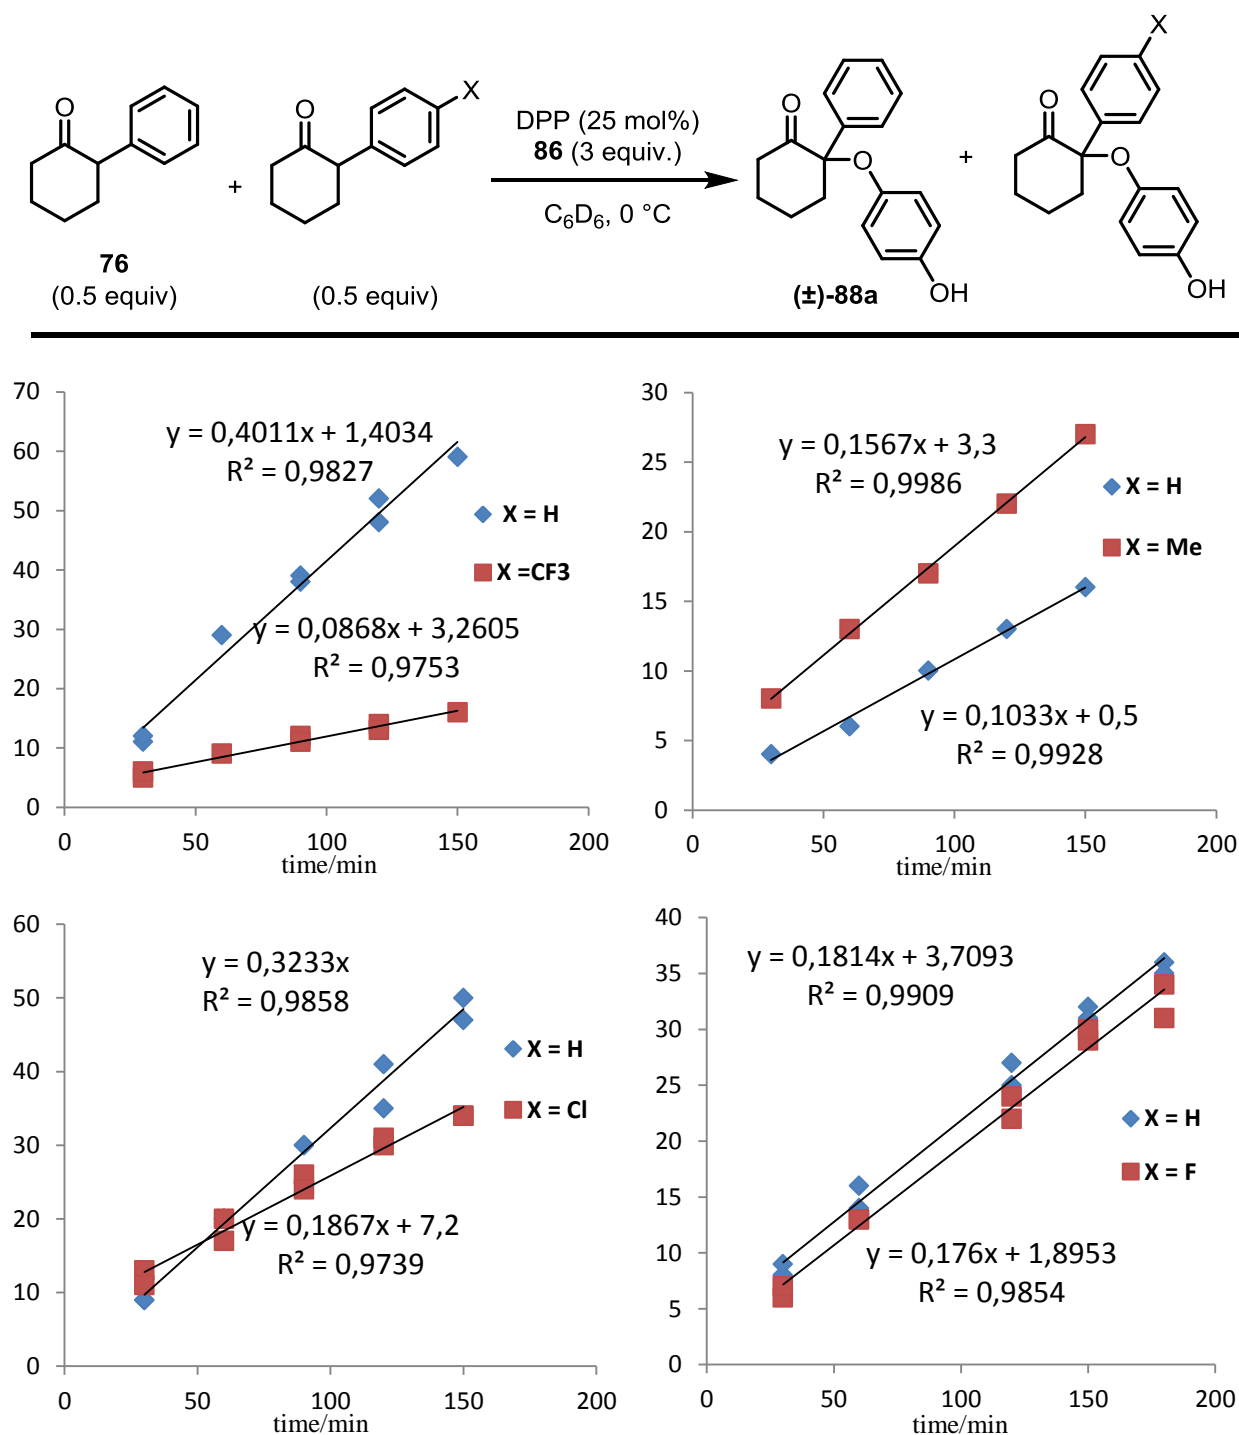 X
O
X
O
+
DPP (25 mol%)
86 (3 equiv.)
C₆D₆, 0 °C
O
O
OH
+
X
O
O
OH
76
(0.5 equiv)
(0.5 equiv)
(±)-88a
70
60
50
40
30
20
10
0
0
50
100
150
200
time/min
y = 0,4011x + 1,4034
R² = 0,9827
X = H
X =CF3
y = 0,0868x + 3,2605
R² = 0,9753
30
25
20
15
10
5
0
0
50
100
150
200
time/min
y = 0,1567x + 3,3
R² = 0,9986
X = H
X = Me
y = 0,1033x + 0,5
R² = 0,9928
60
50
40
30
20
10
0
0
50
100
150
200
time/min
y = 0,3233x
R² = 0,9858
X = H
X = Cl
y = 0,1867x + 7,2
R² = 0,9739
40
35
30
25
20
15
10
5
0
0
50
100
150
200
time/min
y = 0,1814x + 3,7093
R² = 0,9909
X = H
X = F
y = 0,176x + 1,8953
R² = 0,9854